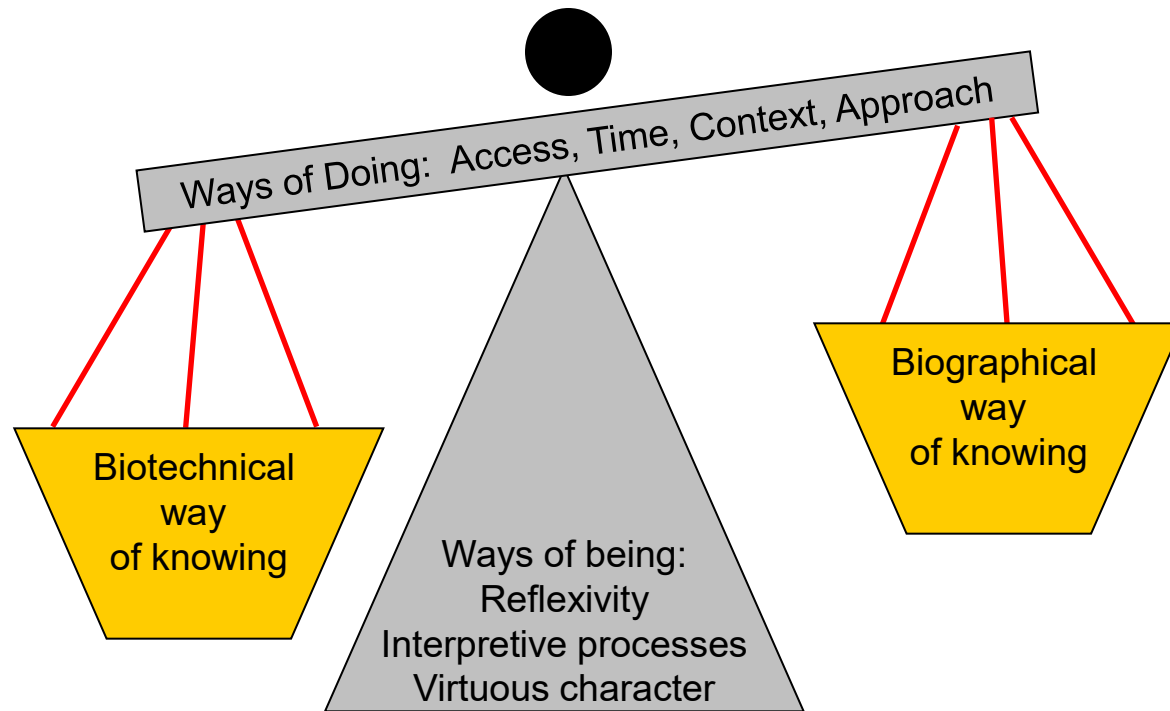 Ways of Doing: Access, Time, Context, Approach
Biotechnical
way
of knowing
Biographical
way
of knowing
Ways of being:
Reflexivity
Interpretive processes
Virtuous character